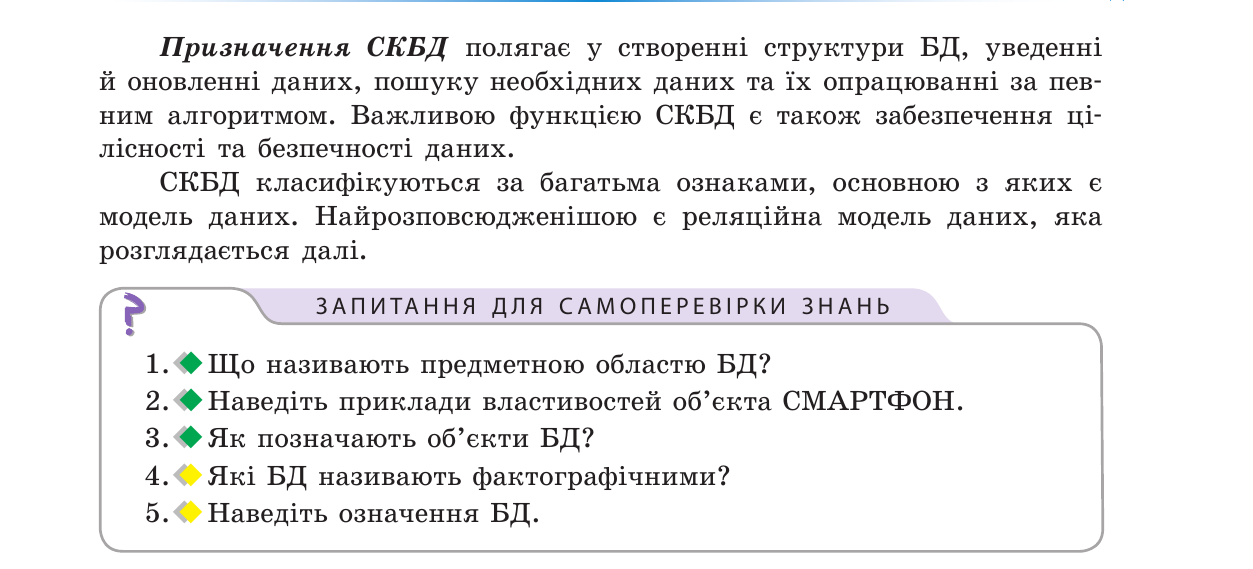 Призначення СКБД полягає у створенні структури БД, уведенні
й оновленні даних, пошуку необхідних даних та їх опрацюванні за пев-
ним алгоритмом. Важливою функцією СКБД є також забезпечення ці-
лісності та безпечності даних.
СКБД класифікуються за багатьма ознаками, основною з яких є
модель даних. Найрозповсюдженішою є реляційна модель даних, яка
розглядається далі.
?
ЗАПИТАННЯ ДЛЯ САМОПЕРЕВІРКИ ЗНАНЬ
1. Що називають предметною областю БД?
2. Наведіть приклади властивостей об’єкта СМАРТФОН.
3. Як позначають об’єкти БД?
4. Які БД називають фактографічними?
5. Наведіть означення БД.